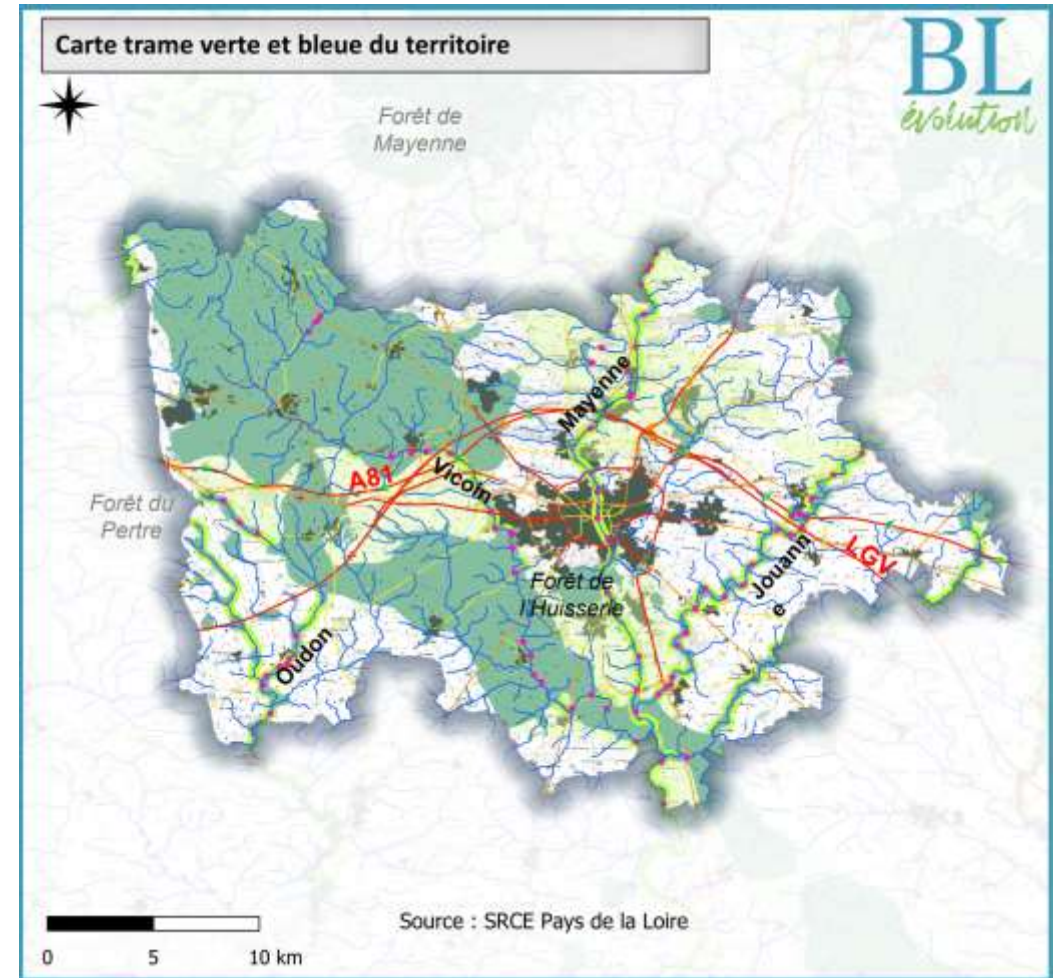 Carte trame verte et bleue du territoire
BL
évolution
Forêt de
Mayenne
Mayenne
A81
Vicoin
Forêt du
Pertre
LGV
Jouann
e
Forêt de
l'Huisserie
Oudon
Source : SRCE Pays de la Loire
0 5 10 km